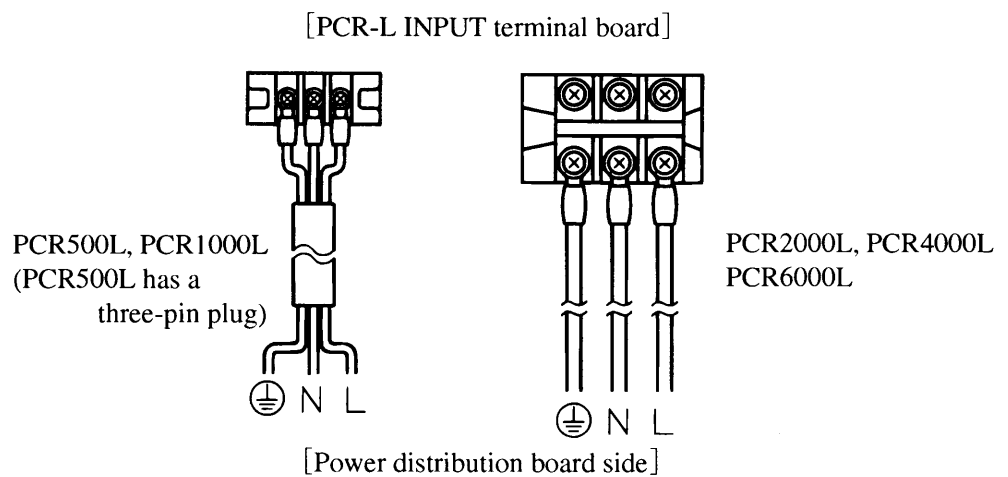 [PCR-L INPUT terminal board]
PCR500L, PCR1000L
(PCR500L has a
three-pin plug)
N L
PCR2000L, PCR4000L
PCR6000L
N L
[Power distribution board side]